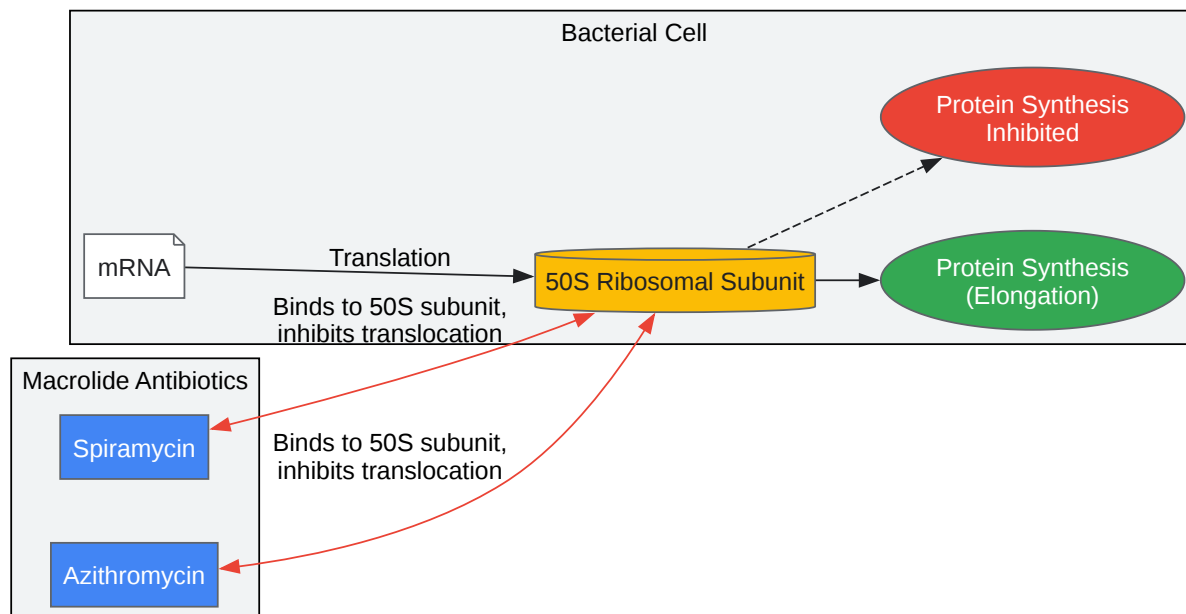 Bacterial Cell
Protein Synthesis
Inhibited
mRNA
Translation
50S Ribosomal Subunit
Protein Synthesis
(Elongation)
Binds to 50S subunit,
inhibits translocation
Macrolide Antibiotics
Spiramycin
Binds to 50S subunit,
inhibits translocation
Azithromycin